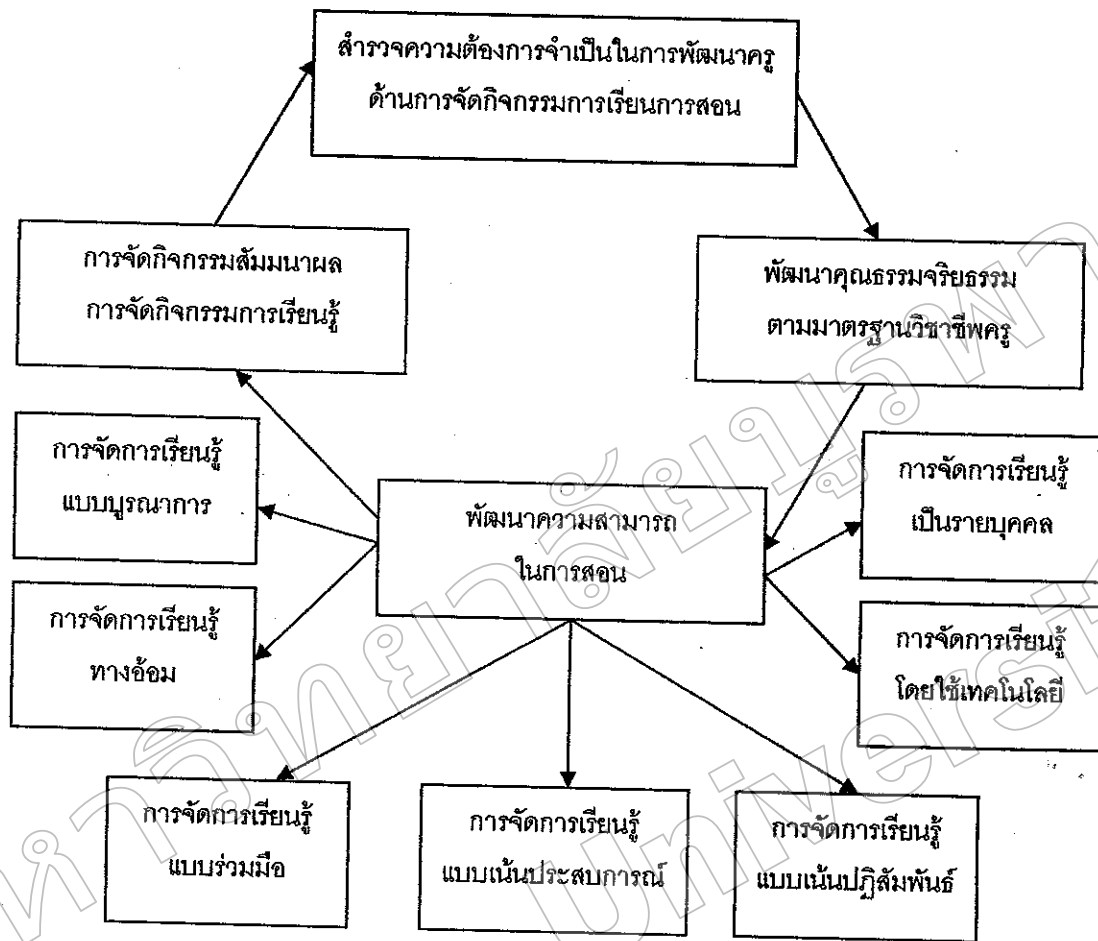 สำรวจความต้องการจำเป็นในการพัฒนาครู
ด้านการจัดกิจกรรมการเรียนการสอน
การจัดกิจกรรมสัมมนาผล
การจัดกิจกรรมการเรียนรู้
พัฒนาคุณธรรมจริยธรรม
ตามมาตรฐานวิชาชีพครู
การจัดการเรียนรู้
แบบบูรณาการ
พัฒนาความสามารถ
ในการสอน
การจัดการเรียนรู้
เป็นรายบุคคล
การจัดการเรียนรู้
ทางอ้อม
การจัดการเรียนรู้
โดยใช้เทคโนโลยี
การจัดการเรียนรู้
แบบร่วมมือ
การจัดการเรียนรู้
แบบเน้นประสบการณ์
การจัดการเรียนรู้
แบบเน้นปฏิสัมพันธ์